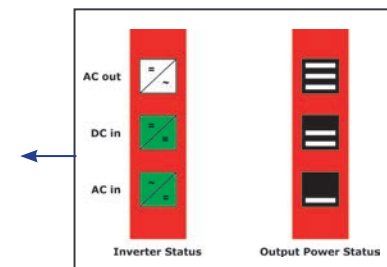 AC out
DC in
AC in
Inverter Status
Output Power Status